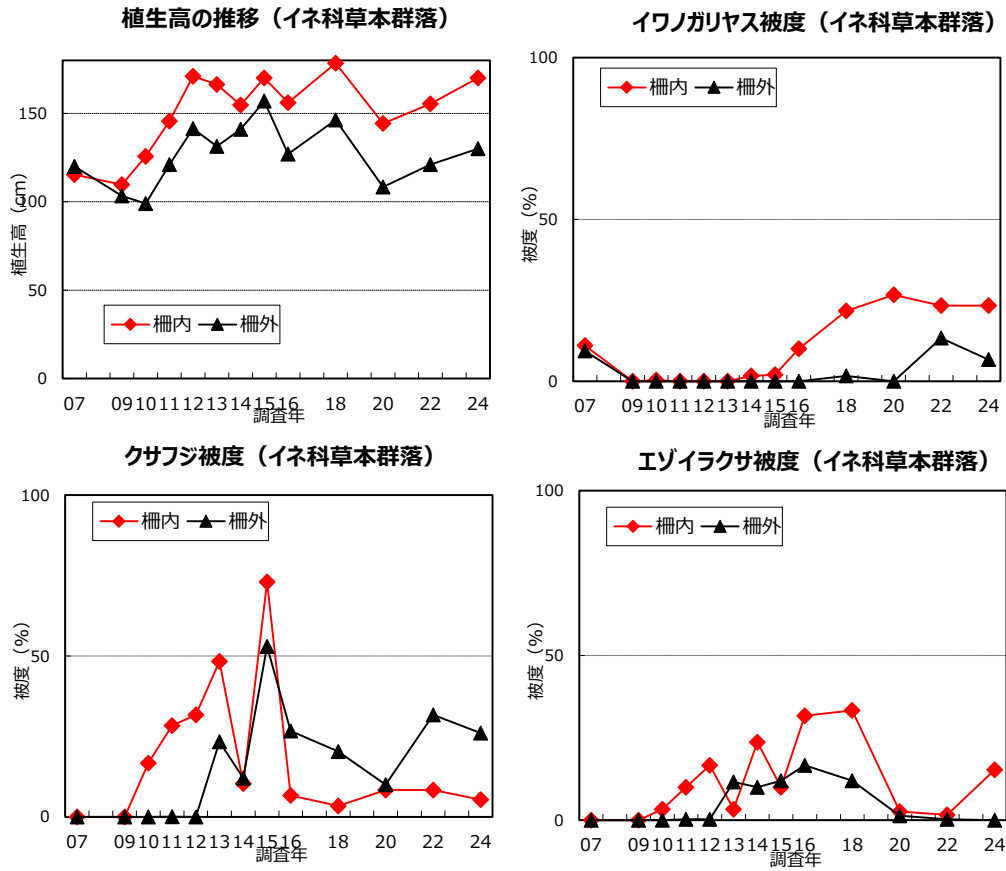 植生高の推移（イネ科草本群落）
植生高（cm）
150
100
50
0
柵内 柵外
07 09 10 11 12 13 14 15 16 18 20 22 24
調査年
イワノガリヤス被度（イネ科草本群落）
被度（%）
100
50
0
柵内 柵外
07 09 10 11 12 13 14 15 16 18 20 22 24
調査年
クサフジ被度（イネ科草本群落）
被度（%）
100
50
0
柵内 柵外
07 09 10 11 12 13 14 15 16 18 20 22 24
調査年
エゾイラクサ被度（イネ科草本群落）
被度（%）
100
50
0
柵内 柵外
07 09 10 11 12 13 14 15 16 18 20 22 24
調査年